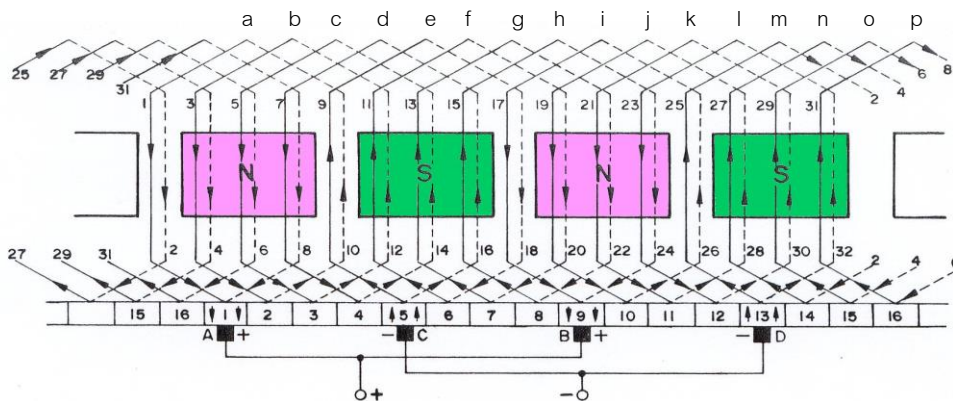 a b c d e f g h i j k l m n o p
25 27 29 31 2 4 6 8
1 3 5 7 9 11 13 15 17 19 21 23 25 27 29 31
N S N S
27 29 31 2 4 6 8 10 12 14 16 18 20 22 24 26 28 30 32 2 4
15 16 1 2 3 4 5 6 7 8 9 10 11 12 13 14 15 16
A + − C B + − D
+ −